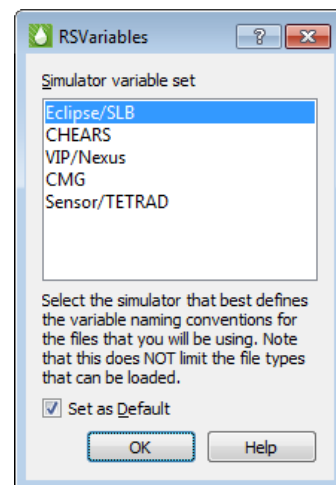 RSVariables
Simulator variable set
Eclipse/SLB
CHEARS
VIP/Nexus
CMG
Sensor/TETRAD
Select the simulator that best defines
the variable naming conventions for
the files that you will be using. Note
that this does NOT limit the file types
that can be loaded.
Set as Default
OK Help